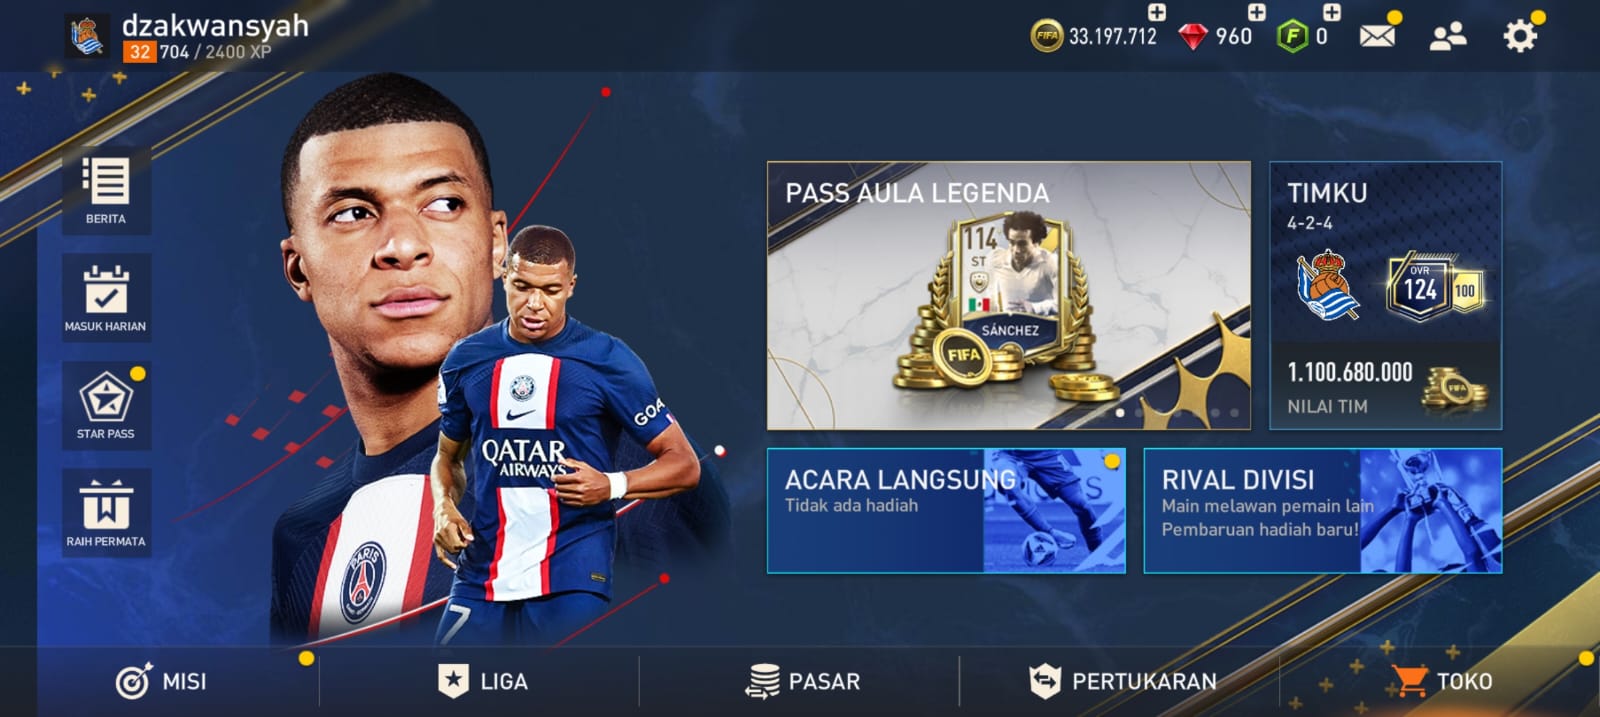 dzakwansyah
32 704 / 2400 XP
FIFA 33.197.712 960 F 0
BERITA
MASUK HARIAN
STAR PASS
RAIH PERMATA
PARIS
QATAR
AIRWAYS
GOA
7
PASS AULA LEGENDA
114
ST
SÁNCHEZ
FIFA
TIMKU
4-2-4
OVR
124
100
1.100.680.000
NILAI TIM
ACARA LANGSUNG
Tidak ada hadiah
RIVAL DIVISI
Main melawan pemain lain
Pembaruan hadiah baru!
MISI
LIGA
PASAR
PERTUKARAN
TOKO